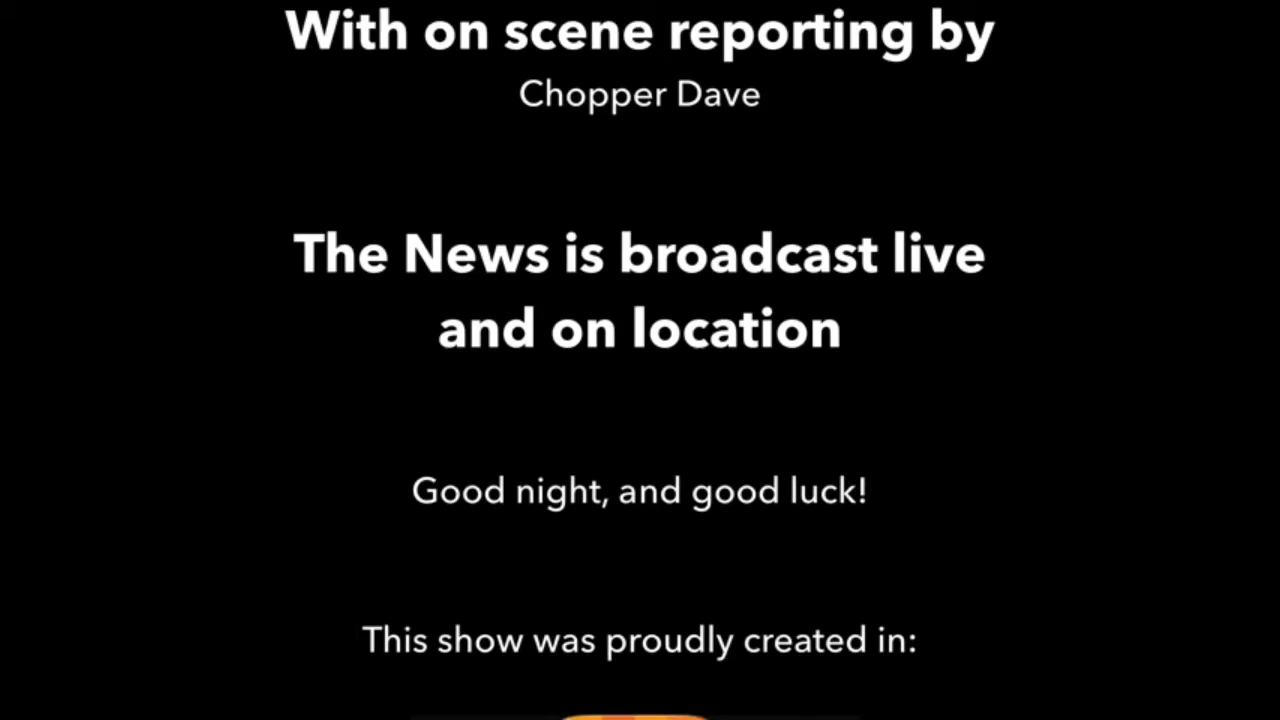 With on scene reporting by
Chopper Dave
The News is broadcast live
and on location
Good night, and good luck!
This show was proudly created in: